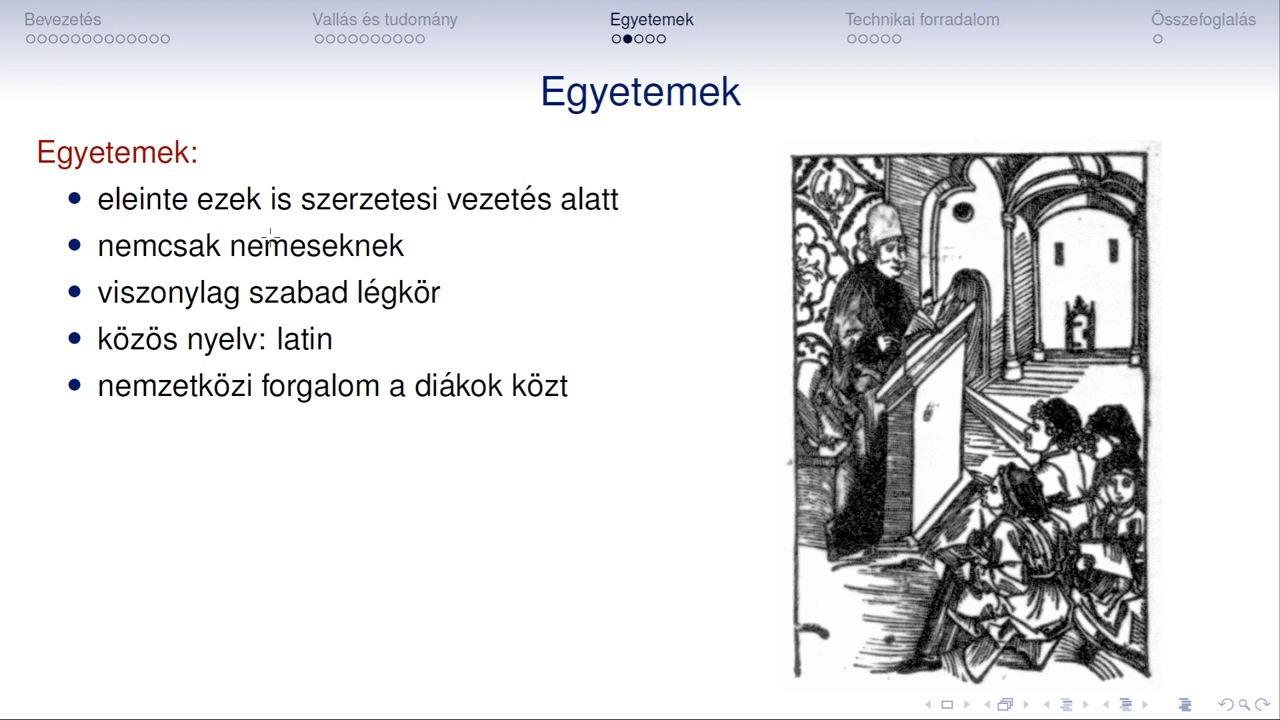 Bevezetés
Vallás és tudomány
Egyetemek
Technikai forradalom
Összefoglalás
Egyetemek
Egyetemek:
eleinte ezek is szerzetesi vezetés alatt
nemcsak nemeseknek
viszonylag szabad légkör
közös nyelv: latin
nemzetközi forgalom a diákok közt